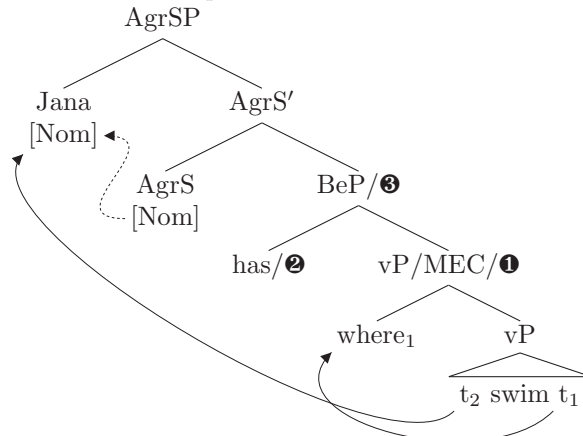 AgrSP
Jana AgrS′
[Nom]
AgrS BeP/❸
[Nom]
has/❷ vP/MEC/❶
where₁ vP
t₂ swim t₁